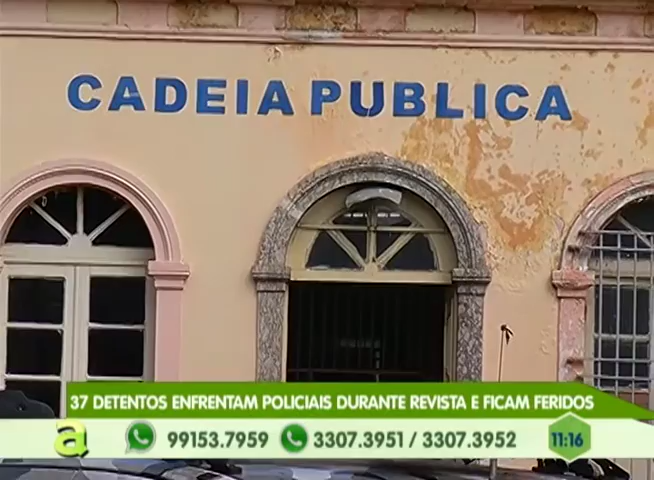 CADEIA PUBLICA
37 DETENTOS ENFRENTAM POLICIAIS DURANTE REVISTA E FICAM FERIDOS
a 99153.7959 3307.3951 / 3307.3952 11:16